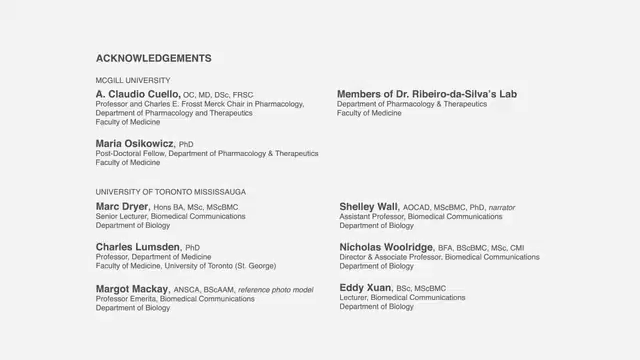 ACKNOWLEDGEMENTS
MCGILL UNIVERSITY
A. Claudio Cuello, OC, MD, DSc, FRSC
Professor and Charles E. Frosst Merck Chair in Pharmacology,
Department of Pharmacology and Therapeutics
Faculty of Medicine
Members of Dr. Ribeiro-da-Silva's Lab
Department of Pharmacology & Therapeutics
Faculty of Medicine
Maria Osikowicz, PhD
Post-Doctoral Fellow, Department of Pharmacology & Therapeutics
Faculty of Medicine
UNIVERSITY OF TORONTO MISSISSAUGA
Marc Dryer, Hons BA, MSc, MScBMC
Senior Lecturer, Biomedical Communications
Department of Biology
Shelley Wall, AOCAD, MScBMC, PhD, narrator
Assistant Professor, Biomedical Communications
Department of Biology
Charles Lumsden, PhD
Professor, Department of Medicine
Faculty of Medicine, University of Toronto (St. George)
Nicholas Woolridge, BFA, BScBMC, MSc, CMI
Director & Associate Professor, Biomedical Communications
Department of Biology
Margot Mackay, ANSCA, BScAAM, reference photo model
Professor Emerita, Biomedical Communications
Department of Biology
Eddy Xuan, BSc, MScBMC
Lecturer, Biomedical Communications
Department of Biology